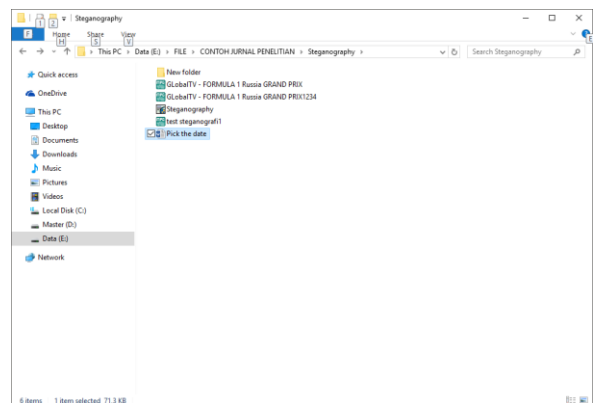 Steganography
1
2
F
Home
Share
View
H
S
V
E
This PC > Data (E:) > FILE > CONTOH JURNAL PENELITIAN > Steganography >
Search Steganography
Quick access
OneDrive
This PC
Desktop
Documents
Downloads
Music
Pictures
Videos
Local Disk (C:)
Master (D:)
Data (E:)
Network
New folder
GLobalTV - FORMULA 1 Russia GRAND PRIX
GLobalTV - FORMULA 1 Russia GRAND PRIX1234
Steganography
test steganografi1
Pick the date
6 items 1 item selected 71.3 KB